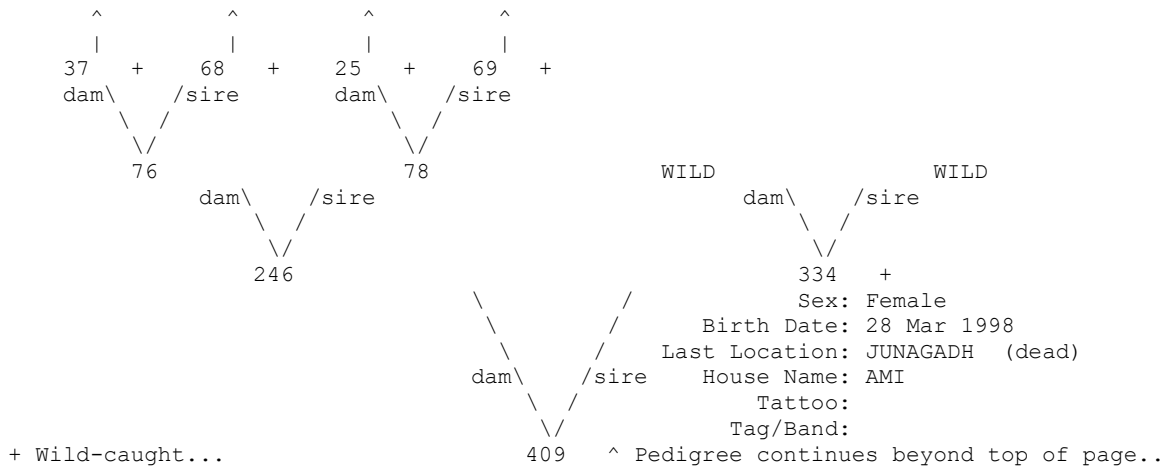 ^ ^ ^ ^
| | | |
37 + 68 + 25 + 69 +
dam\ /sire dam\ /sire
\ / \ /
\/ \/
76 78 WILD WILD
dam\ /sire dam\ /sire
\ / \ /
\/ \/
246 334 +
\ / Sex: Female
\ / Birth Date: 28 Mar 1998
\ / Last Location: JUNAGADH (dead)
dam\ /sire House Name: AMI
\ / Tattoo:
\/ Tag/Band:
+ Wild-caught... 409 ^ Pedigree continues beyond top of page..